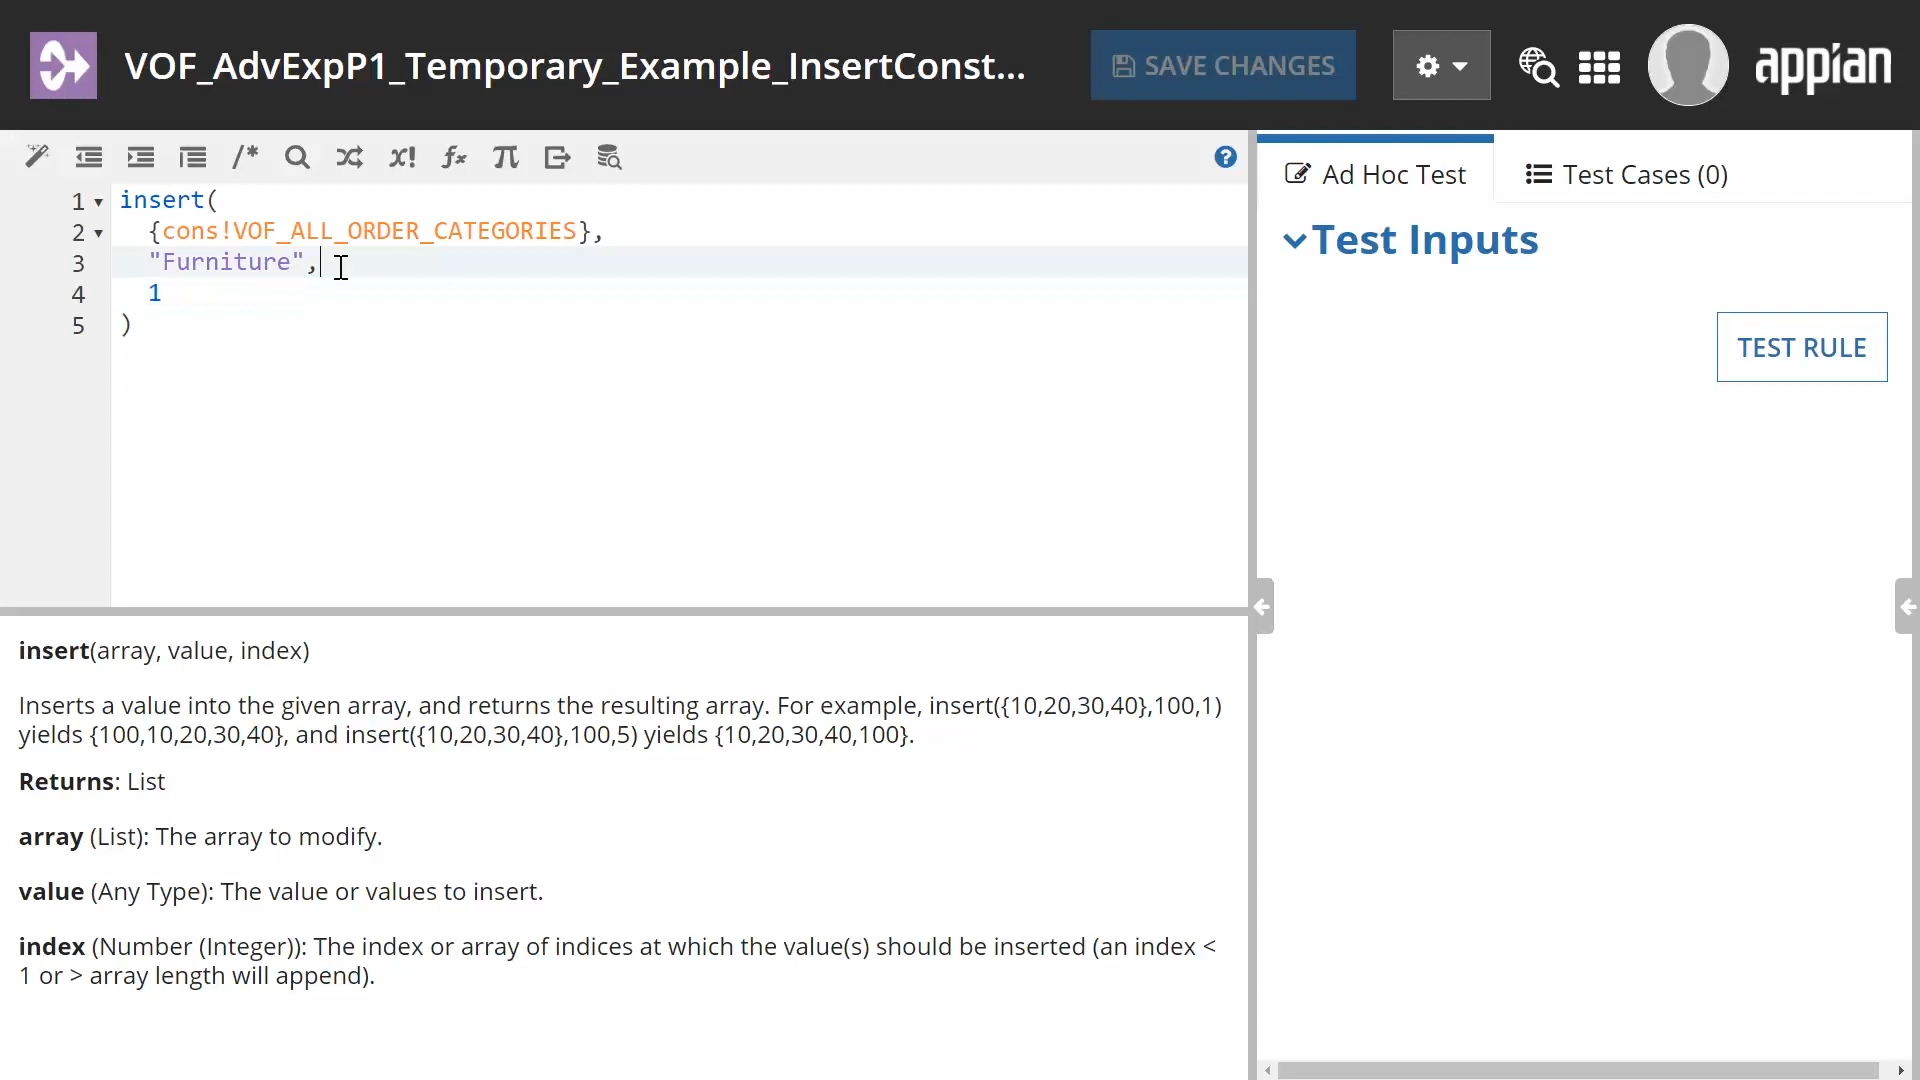 VOF_AdvExpP1_Temporary_Example_InsertConst...
SAVE CHANGES
appian
/*
x!
fx
π
?
Ad Hoc Test
Test Cases (0)
1 insert(
2 {cons!VOF_ALL_ORDER_CATEGORIES},
3 "Furniture",
4 1
5 )
Test Inputs
TEST RULE
insert(array, value, index)
Inserts a value into the given array, and returns the resulting array. For example, insert({10,20,30,40},100,1)
yields {100,10,20,30,40}, and insert({10,20,30,40},100,5) yields {10,20,30,40,100}.
Returns: List
array (List): The array to modify.
value (Any Type): The value or values to insert.
index (Number (Integer)): The index or array of indices at which the value(s) should be inserted (an index <
1 or > array length will append).